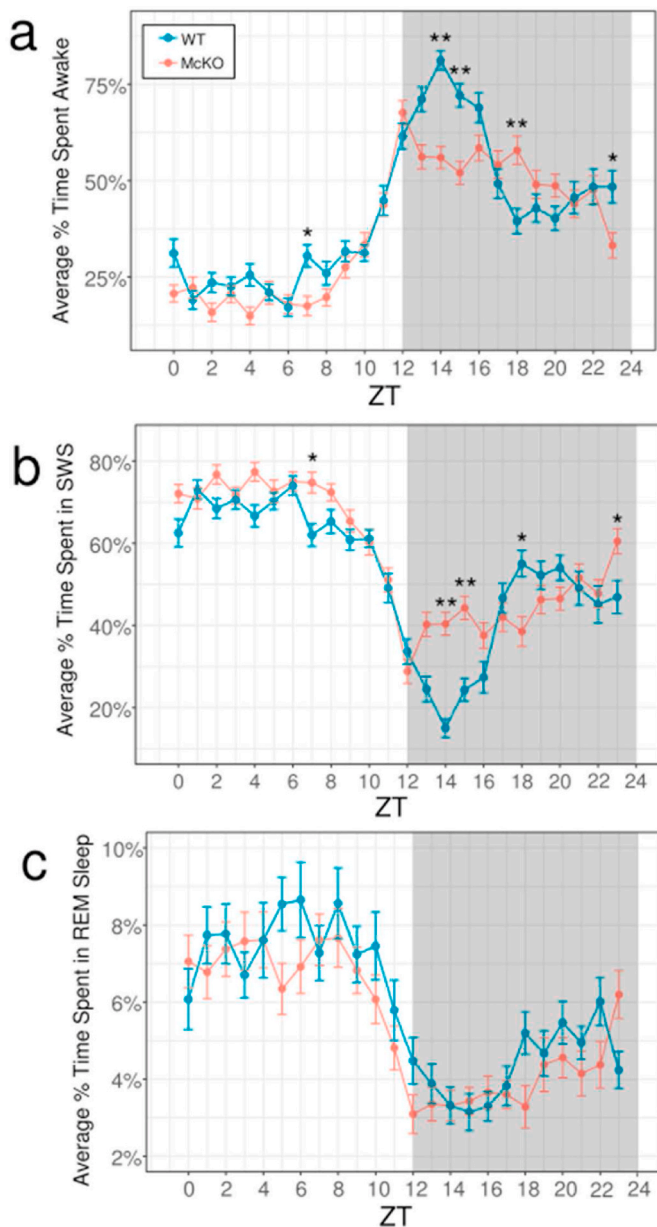 a
Average % Time Spent Awake
WT
McKO
75%
50%
25%
*
**
**
**
*
0 2 4 6 8 10 12 14 16 18 20 22 24
ZT
b
Average % Time Spent in SWS
80%
60%
40%
20%
*
**
**
*
*
0 2 4 6 8 10 12 14 16 18 20 22 24
ZT
c
Average % Time Spent in REM Sleep
10%
8%
6%
4%
2%
0 2 4 6 8 10 12 14 16 18 20 22 24
ZT